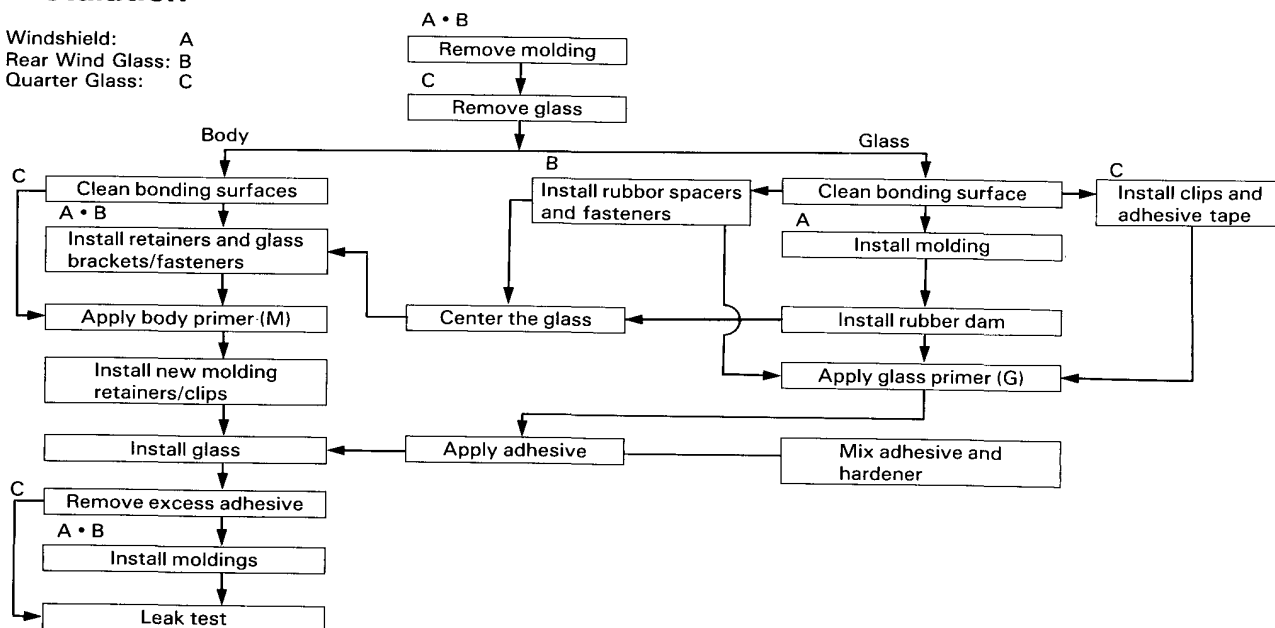 Windshield: A
Rear Wind Glass: B
Quarter Glass: C
A • B
Remove molding
C
Remove glass
Body
Glass
C
Clean bonding surfaces
A • B
Install retainers and glass
brackets/fasteners
Apply body primer (M)
Install new molding
retainers/clips
Install glass
C
Remove excess adhesive
A • B
Install moldings
Leak test
B
Install rubbor spacers
and fasteners
Center the glass
Apply adhesive
Clean bonding surface
A
Install molding
Install rubber dam
Apply glass primer (G)
Mix adhesive and
hardener
C
Install clips and
adhesive tape